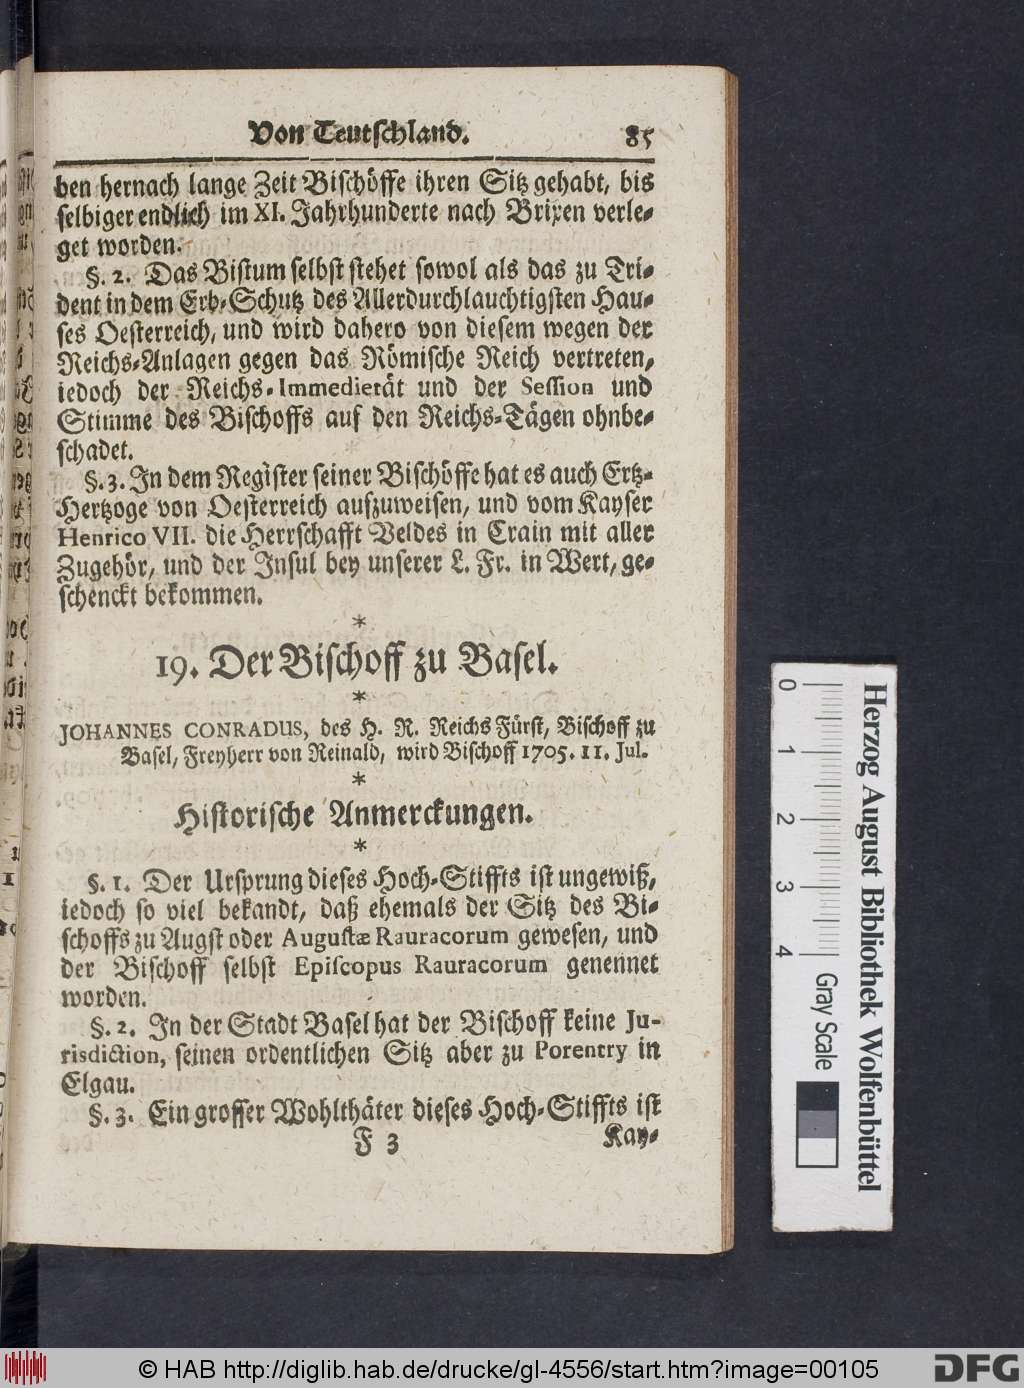 Von Teutschland. 85
ben hernach lange Zeit Bischöffe ihren Sitz gehabt, bis
selbiger endlich im XI. Jahrhunderte nach Brixen verle-
get worden.
§. 2. Das Bistum selbst stehet sowol als das zu Tri-
dent in dem Erb-Schutz des Allerdurchlauchtigsten Hau-
ses Oesterreich, und wird dahero von diesem wegen der
Reichs-Anlagen gegen das Römische Reich vertreten,
iedoch der Reichs-Immedietät und der Session und
Stimme des Bischoffs auf den Reichs-Tägen ohnbe-
schadet.
§. 3. In dem Register seiner Bischöffe hat es auch Ertz-
Hertzoge von Oesterreich aufzuweisen, und vom Kayser
Henrico VII. die Herrschafft Veldes in Crain mit aller
Zugehör, und der Insul bey unserer L. Fr. in Wert, ge-
schenckt bekommen.
*
19. Der Bischoff zu Basel.
*
JOHANNES CONRADUS, des H. R. Reichs Fürst, Bischoff zu
Basel, Freyherr von Reinald, wird Bischoff 1705. 11. Jul.
*
Historische Anmerckungen.
*
§. 1. Der Ursprung dieses Hoch-Stiffts ist ungewiß,
iedoch so viel bekandt, daß ehemals der Sitz des Bi-
schoffs zu Augst oder Augustæ Rauracorum gewesen, und
der Bischoff selbst Episcopus Rauracorum genennet
worden.
§. 2. In der Stadt Basel hat der Bischoff keine Ju-
risdiction, seinen ordentlichen Sitz aber zu Porentry in
Elgau.
§. 3. Ein grosser Wohlthäter dieses Hoch-Stiffts ist
F 3 Kay-
0 1 2 3 4 Gray Scale
Herzog August Bibliothek Wolfenbüttel
© HAB http://diglib.hab.de/drucke/gl-4556/start.htm?image=00105
DFG